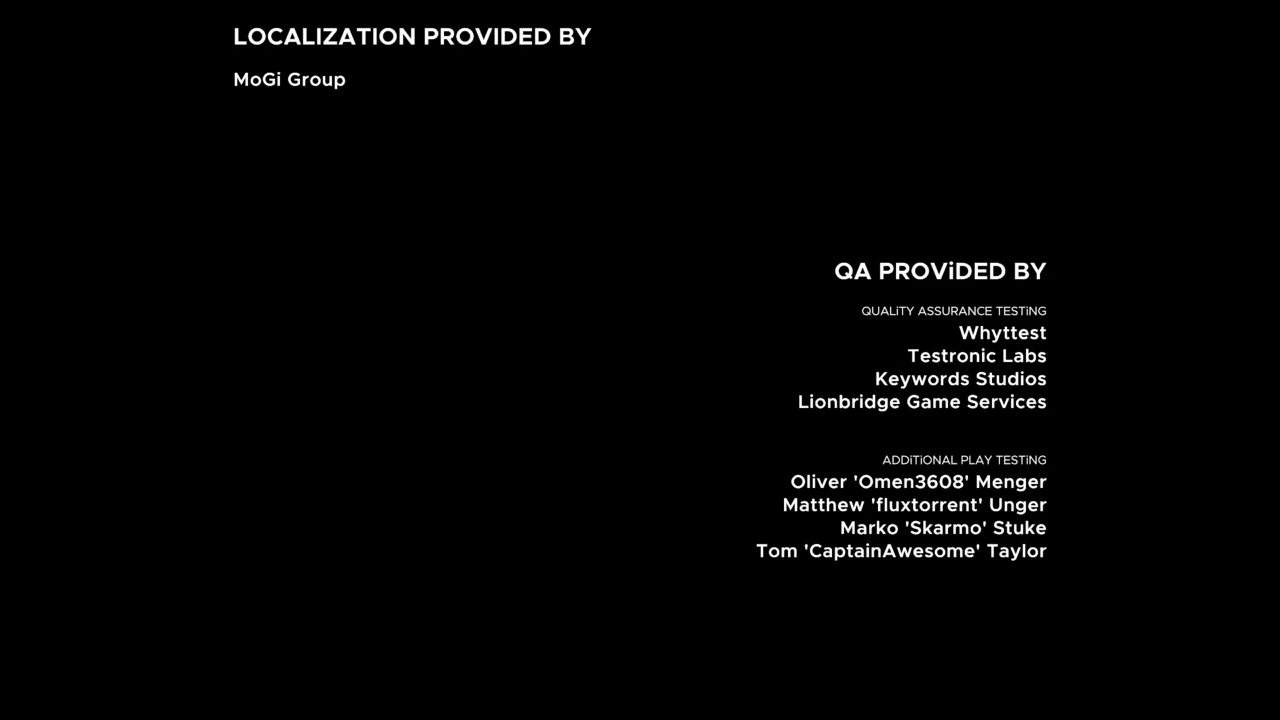 LOCALIZATION PROVIDED BY
MoGi Group
QA PROViDED BY
QUALiTY ASSURANCE TESTiNG
Whyttest
Testronic Labs
Keywords Studios
Lionbridge Game Services
ADDiTiONAL PLAY TESTiNG
Oliver 'Omen3608' Menger
Matthew 'fluxtorrent' Unger
Marko 'Skarmo' Stuke
Tom 'CaptainAwesome' Taylor